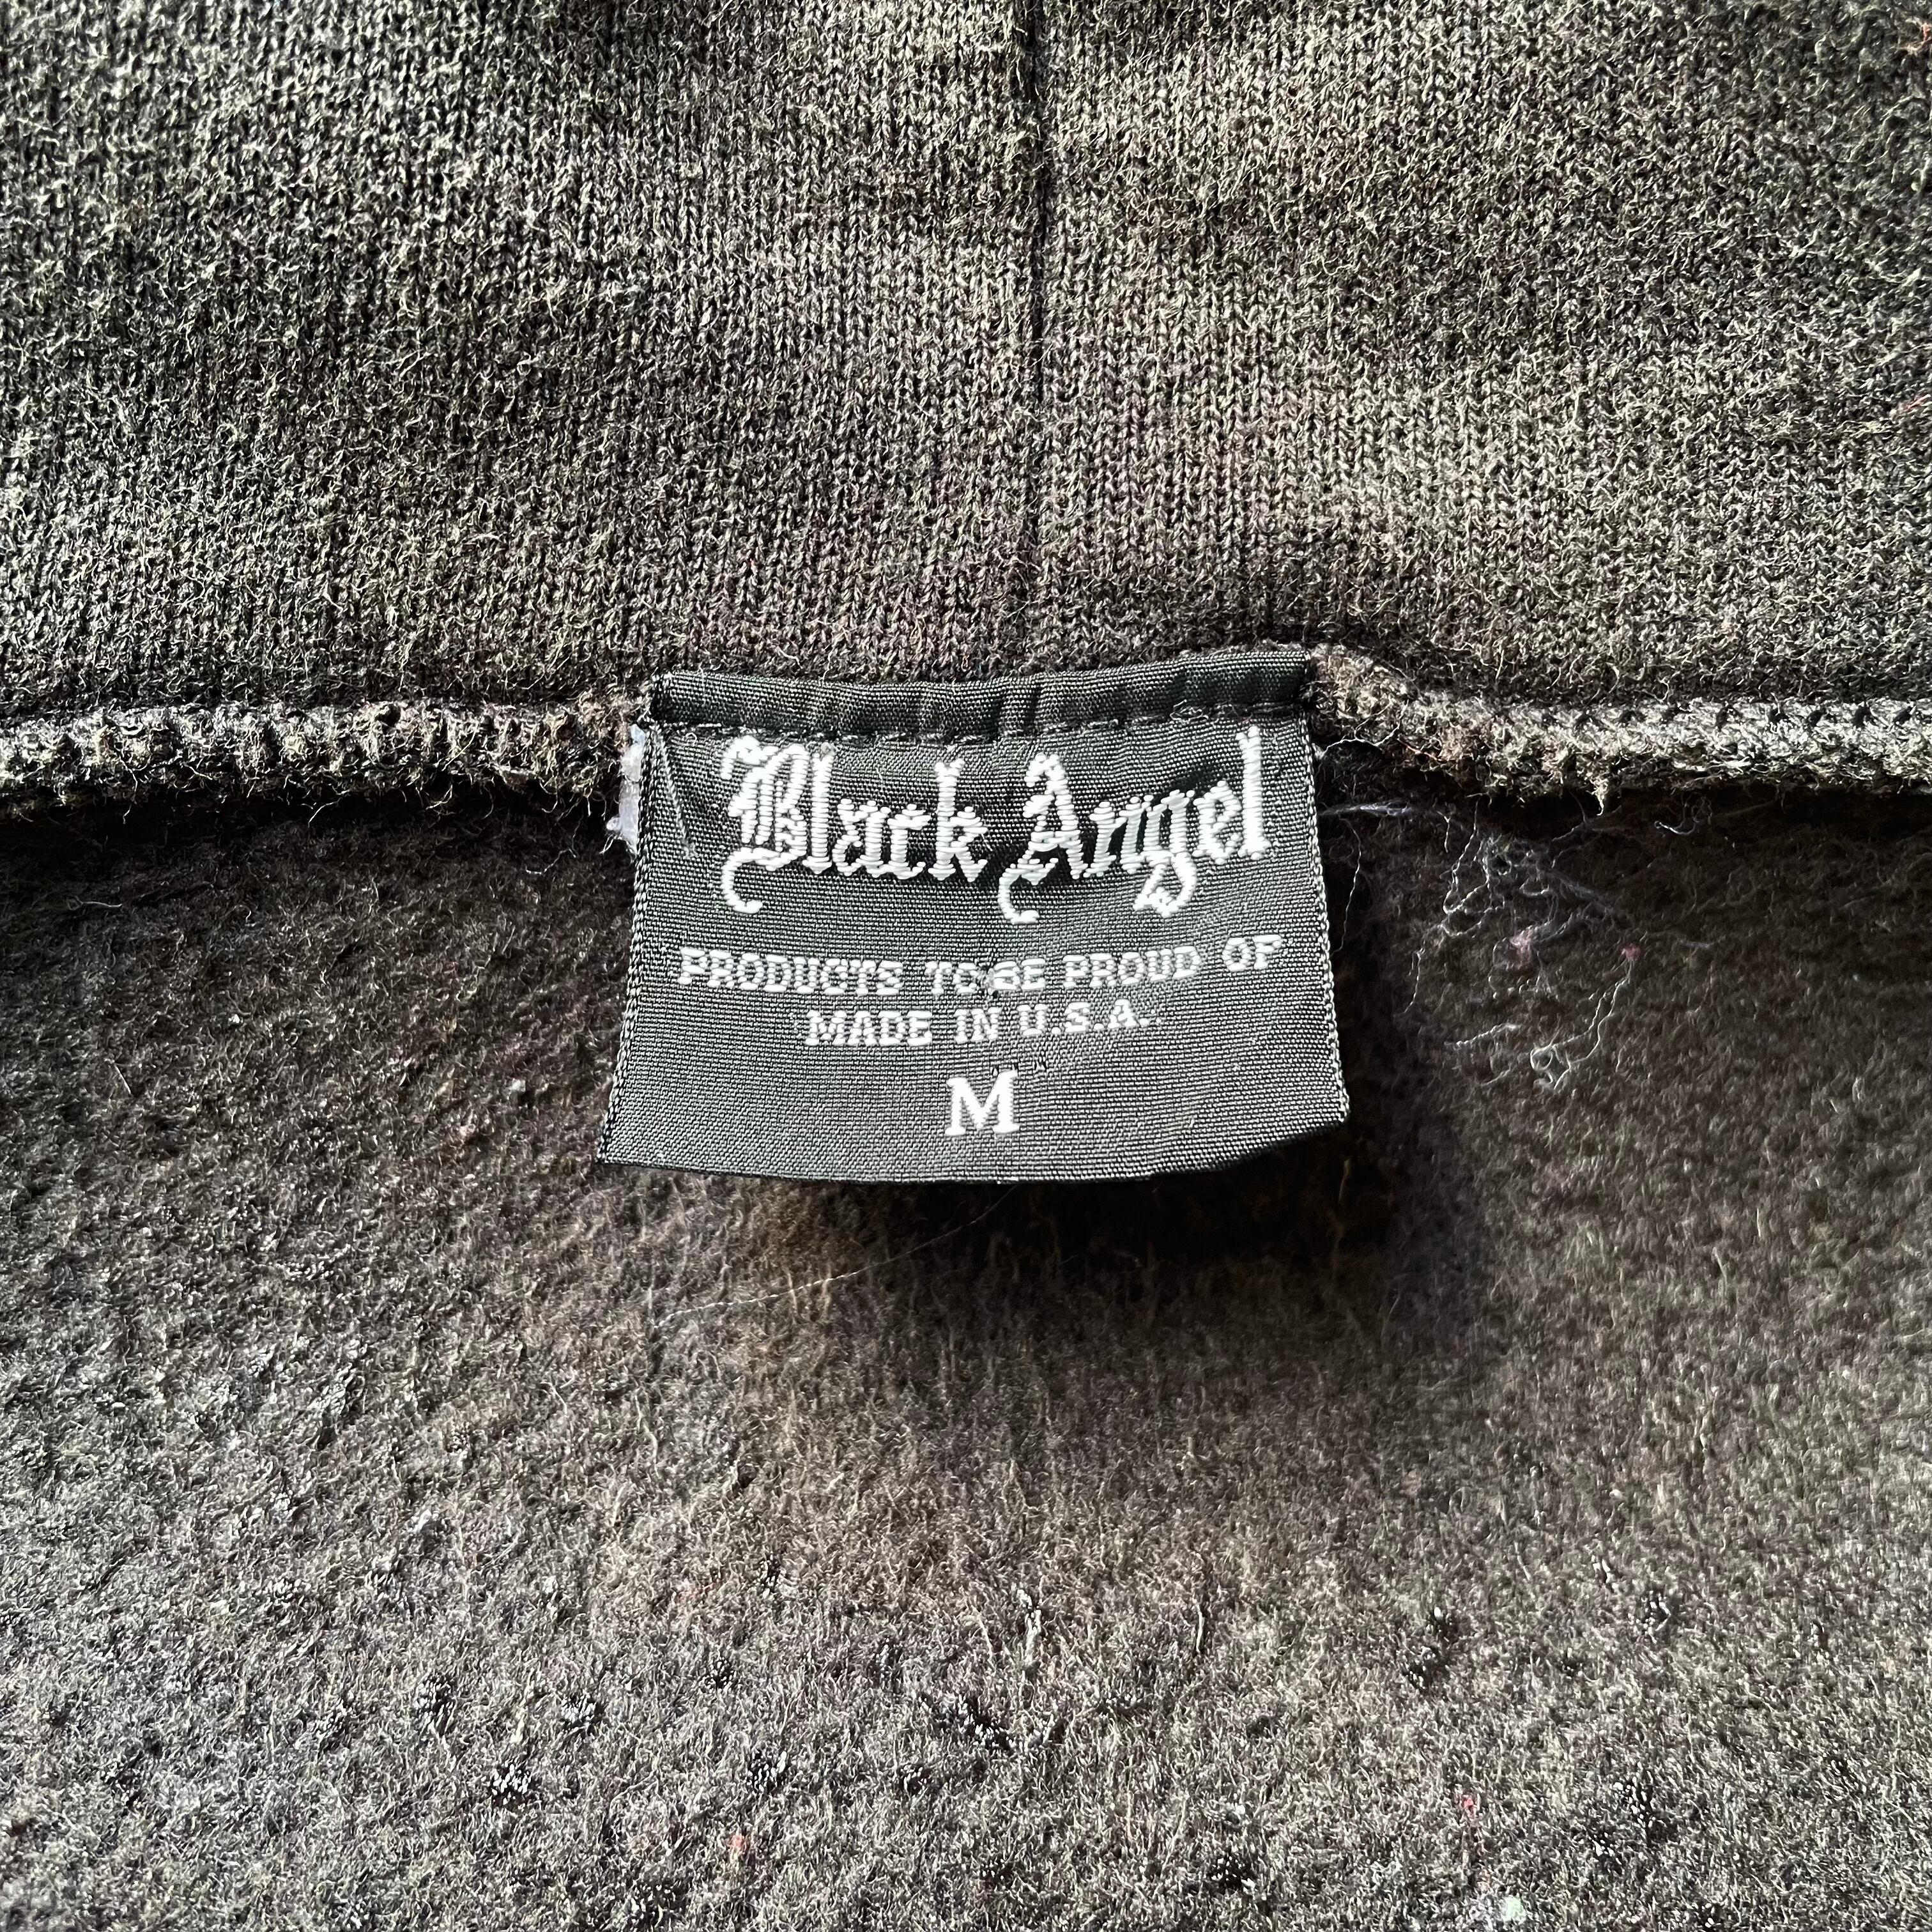 Black Angel
PRODUCTS TO BE PROUD OF
MADE IN U.S.A.
M